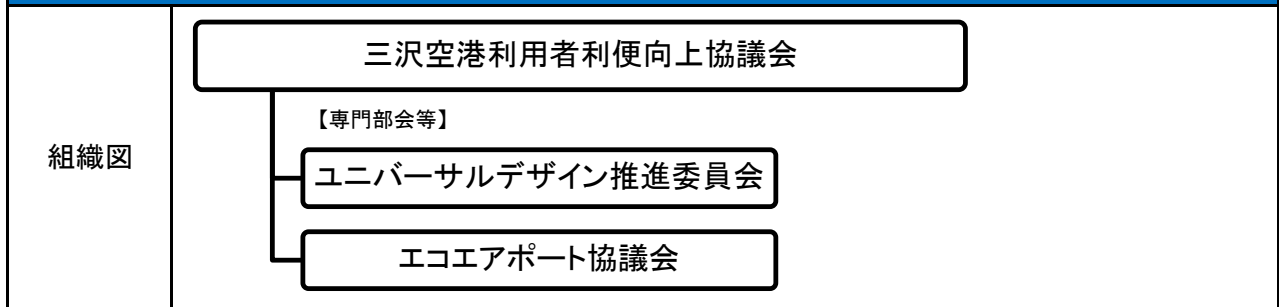 三沢空港利用者利便向上協議会
【専門部会等】
組織図
ユニバーサルデザイン推進委員会
エコエアポート協議会